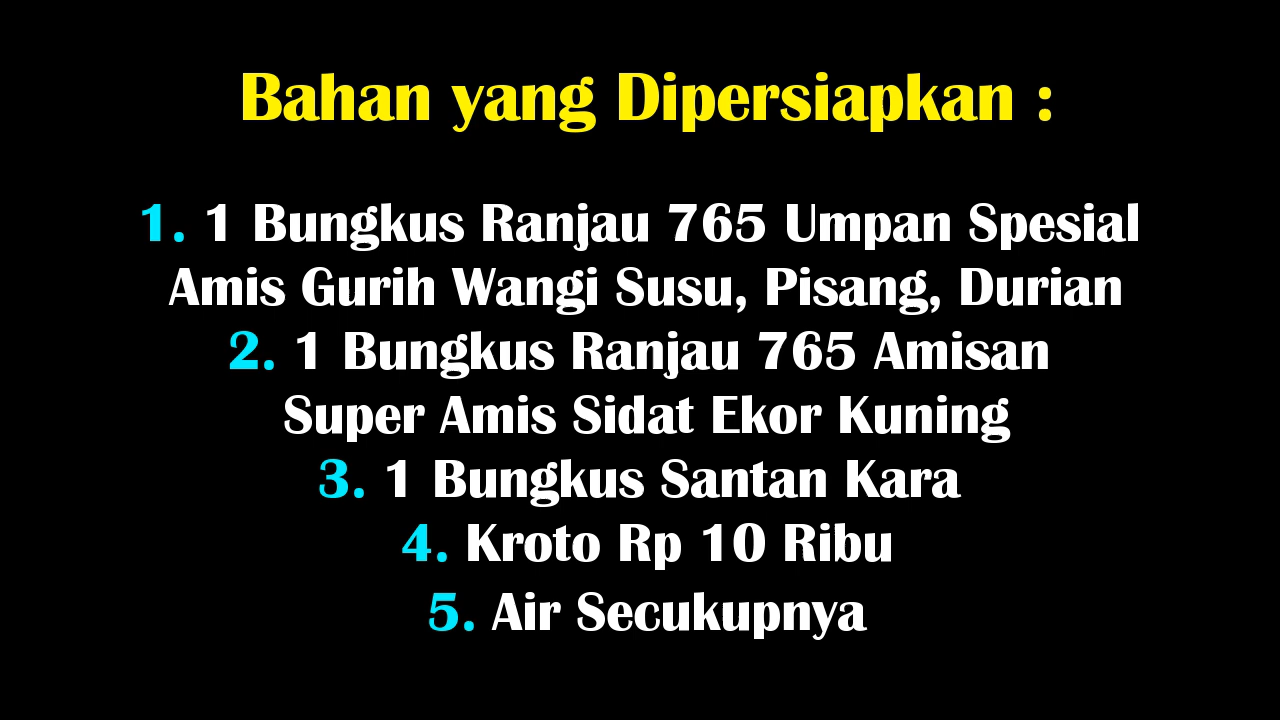 Bahan yang Dipersiapkan :
1. 1 Bungkus Ranjau 765 Umpan Spesial
Amis Gurih Wangi Susu, Pisang, Durian
2. 1 Bungkus Ranjau 765 Amisan
Super Amis Sidat Ekor Kuning
3. 1 Bungkus Santan Kara
4. Kroto Rp 10 Ribu
5. Air Secukupnya